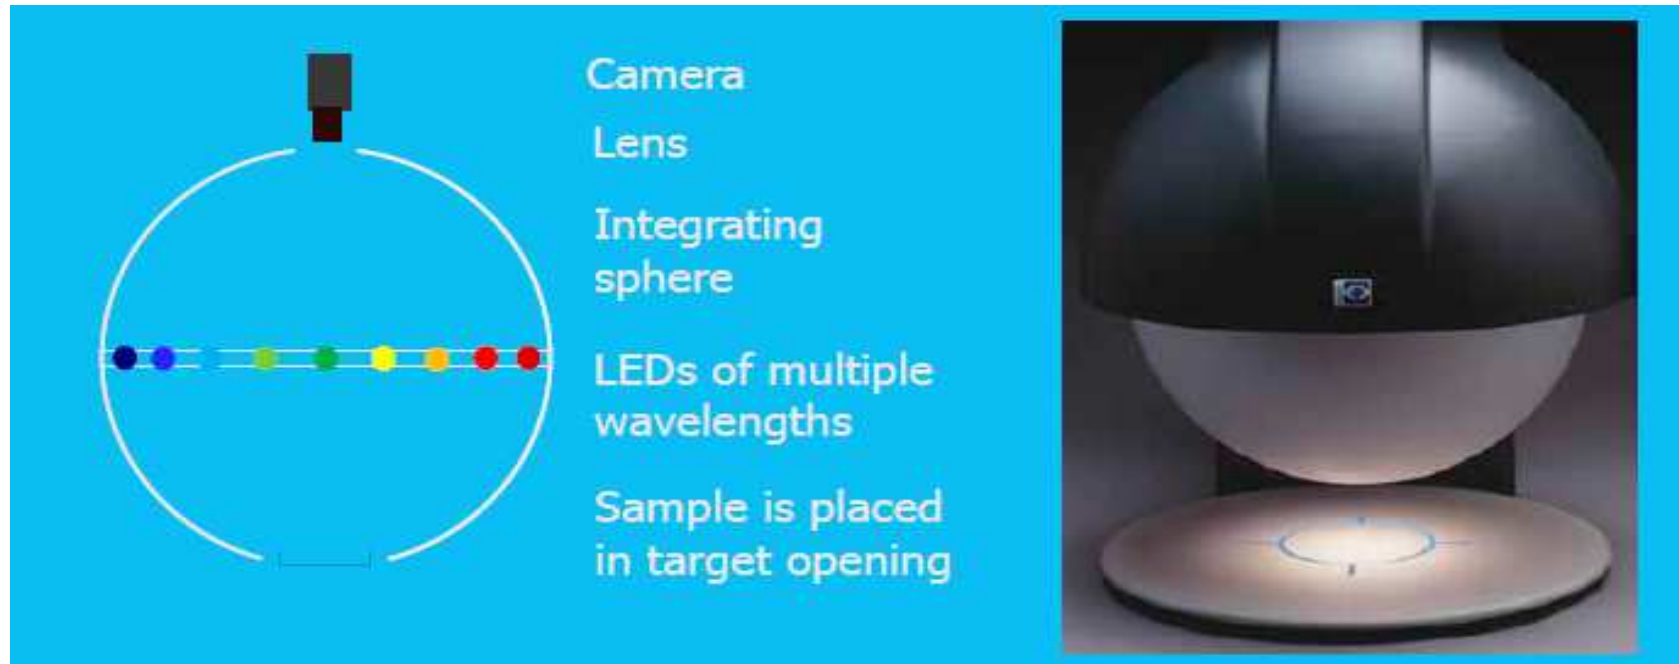 Camera
Lens
Integrating
sphere
LEDs of multiple
wavelengths
Sample is placed
in target opening